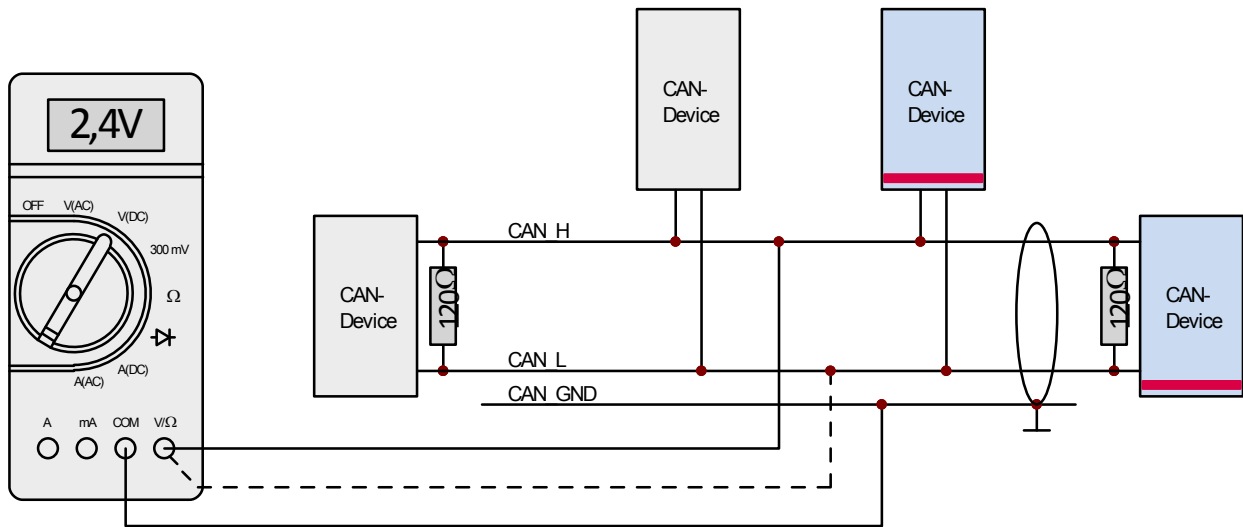 2,4V
OFF
V(AC)
V(DC)
300 mV
Ω
A(DC)
A(AC)
A
mA
COM
V/Ω
CAN-
Device
120Ω
CAN-
Device
CAN-
Device
CAN H
CAN L
CAN GND
120Ω
CAN-
Device